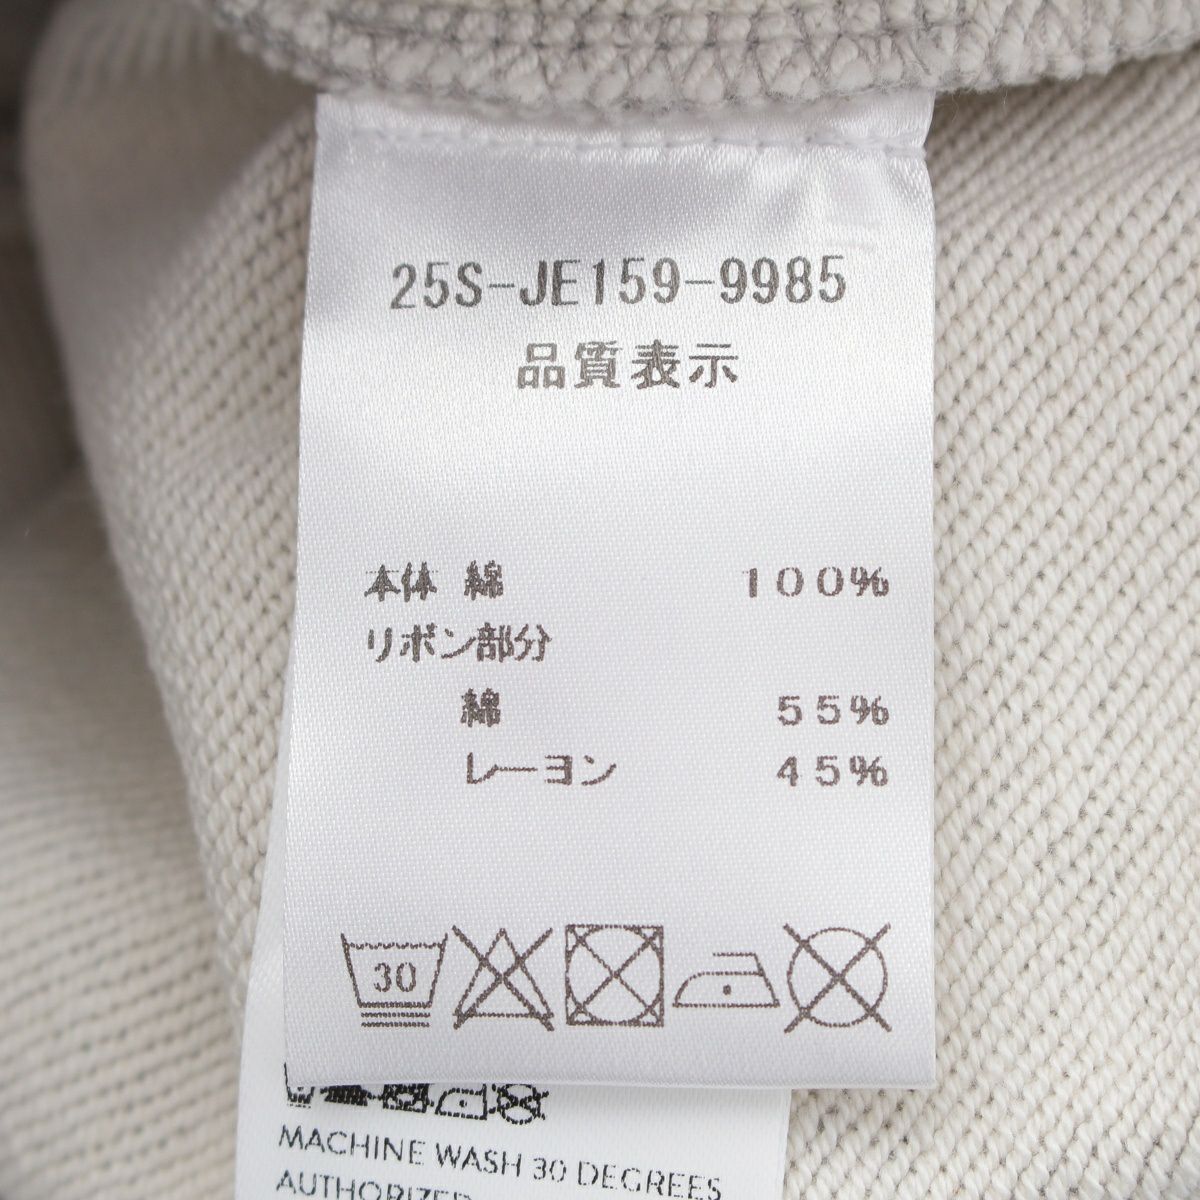 25S-JE159-9985
品質表示
本体 綿 100%
リボン部分
綿 55%
レーヨン 45%
30
MACHINE WASH 30 DEGREES
AUTHORIZED